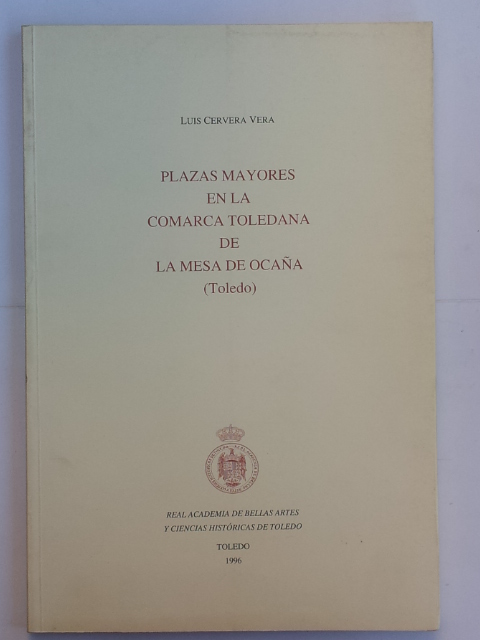 LUIS CERVERA VERA
PLAZAS MAYORES
EN LA
COMARCA TOLEDANA
DE
LA MESA DE OCAÑA
(Toledo)
REAL ACADEMIA DE BELLAS ARTES
Y CIENCIAS HISTÓRICAS DE TOLEDO
TOLEDO
1996